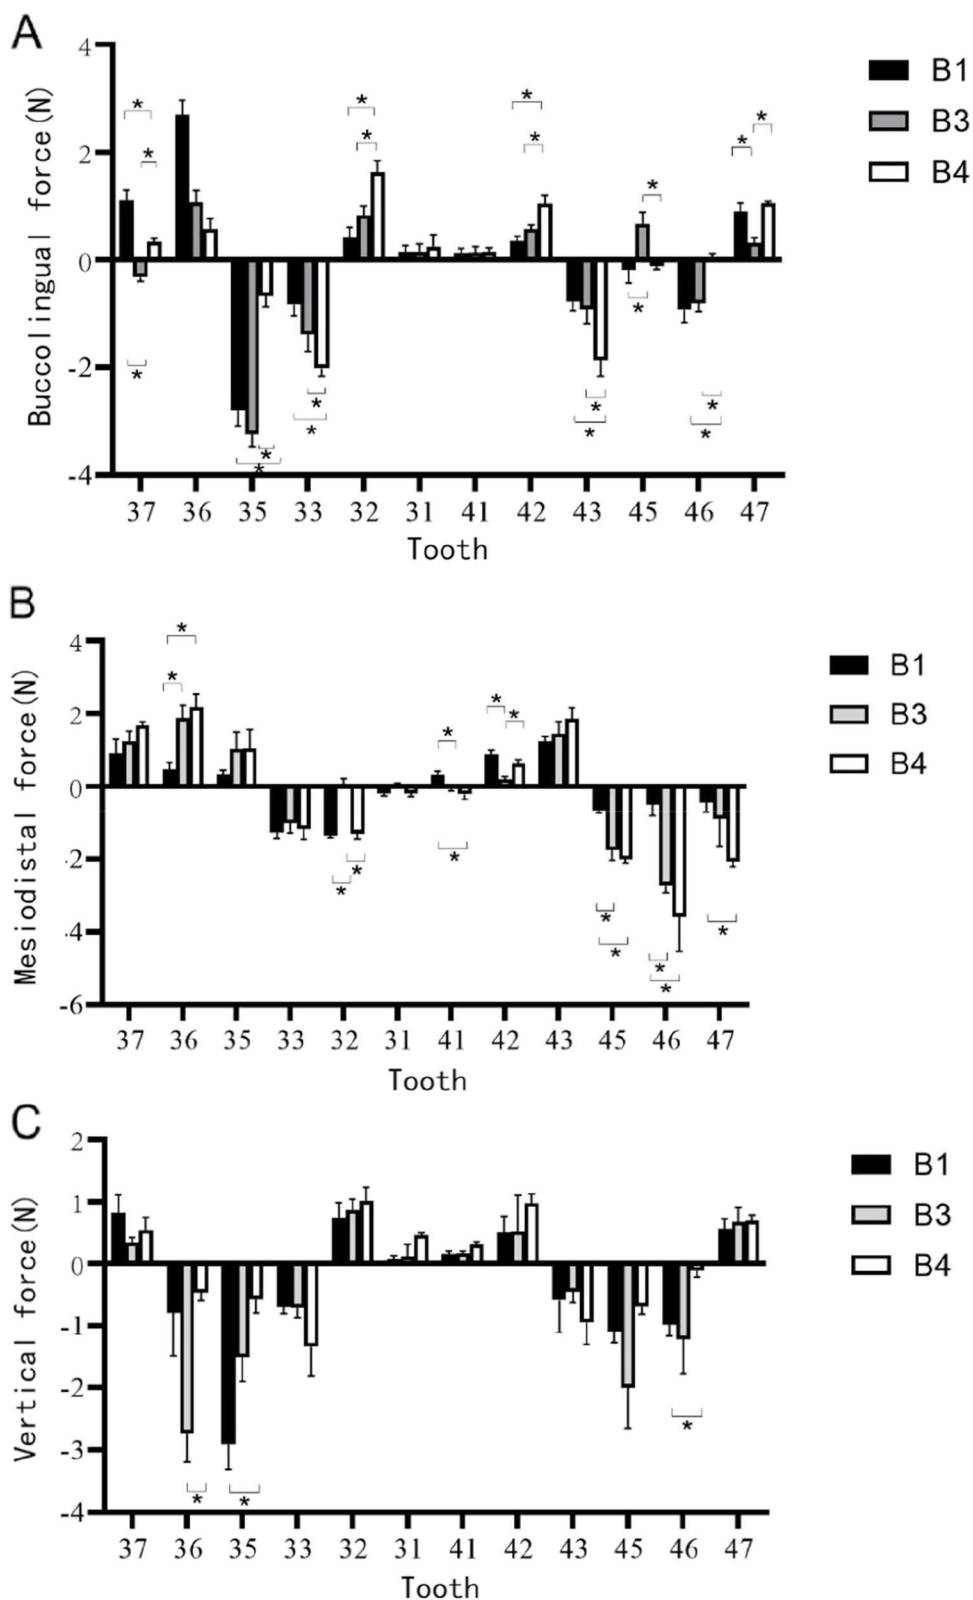 A
B1
B3
B4
Buccolingual force(N)
4
2
0
-2
-4
* * * * * * * * * * * * * * * * * * * *
37 36 35 33 32 31 41 42 43 45 46 47
Tooth
B
B1
B3
B4
Mesiodistal force(N)
4
2
0
-2
-4
-6
* * * * * * * * * * * * * *
37 36 35 33 32 31 41 42 43 45 46 47
Tooth
C
B1
B3
B4
Vertical force(N)
2
1
0
-1
-2
-3
-4
* * *
37 36 35 33 32 31 41 42 43 45 46 47
Tooth